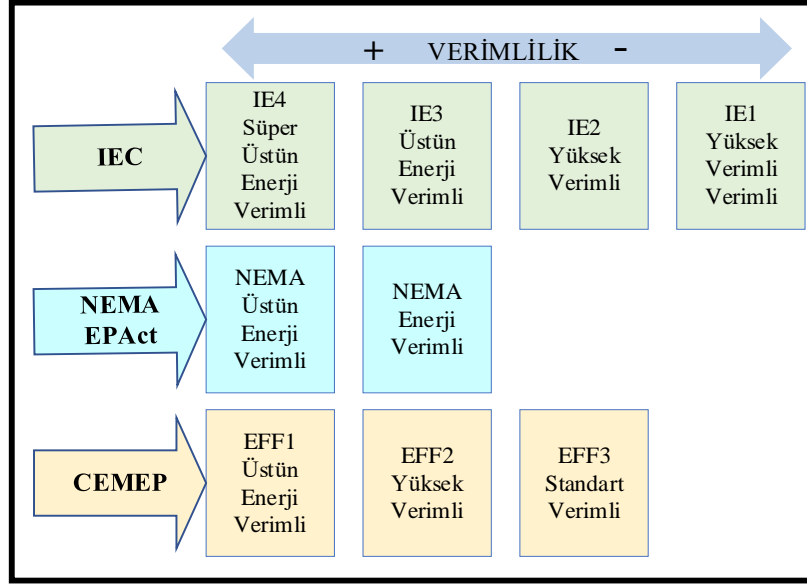 + VERİMLİLİK -
IEC
IE4
Süper
Üstün
Enerji
Verimli
IE3
Üstün
Enerji
Verimli
IE2
Yüksek
Verimli
IE1
Yüksek
Verimli
Verimli
NEMA
EPAct
NEMA
Üstün
Enerji
Verimli
NEMA
Enerji
Verimli
CEMEP
EFF1
Üstün
Enerji
Verimli
EFF2
Yüksek
Verimli
EFF3
Standart
Verimli